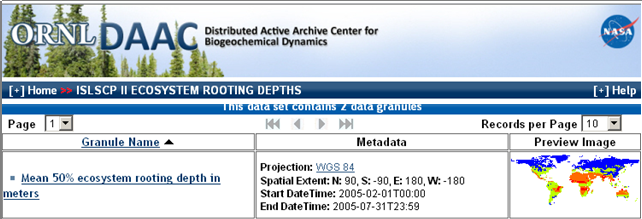 ORNL DAAC Distributed Active Archive Center for
Biogeochemical Dynamics
NASA
[+] Home >> ISLSCP II ECOSYSTEM ROOTING DEPTHS [+] Help
This data set contains 2 data granules
Page 1 Records per Page 10
Granule Name Metadata Preview Image
Mean 50% ecosystem rooting depth in
meters
Projection: WGS 84
Spatial Extent: N: 90, S: -90, E: 180, W: -180
Start DateTime: 2005-02-01T00:00
End DateTime: 2005-07-31T23:59